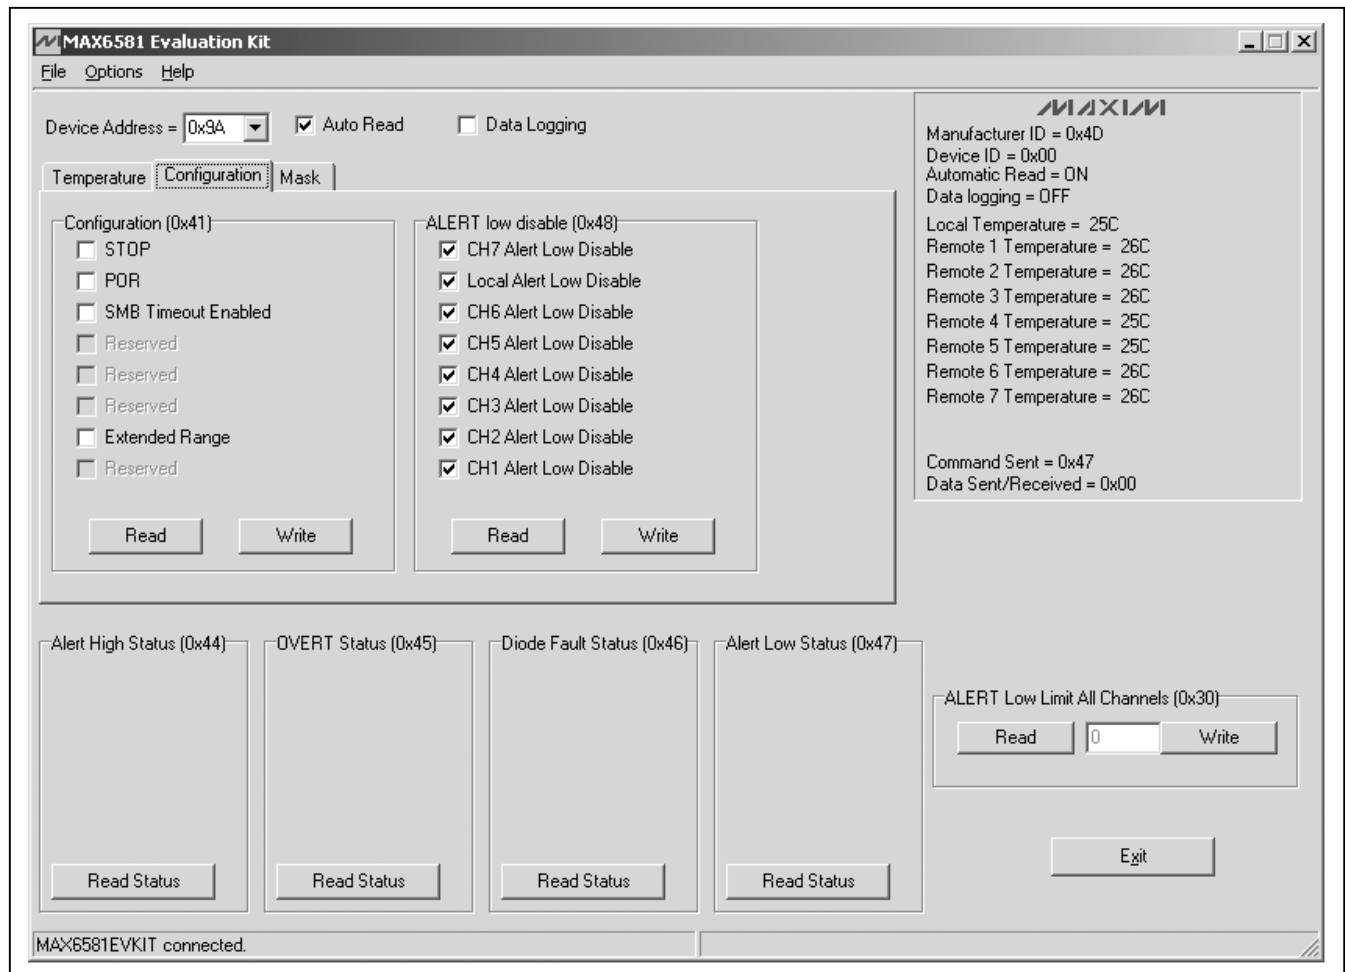 MAX6581 Evaluation Kit
File Options Help
Device Address = 0x9A Auto Read Data Logging
Temperature Configuration Mask
Configuration (0x41)
STOP
POR
SMB Timeout Enabled
Reserved
Reserved
Reserved
Extended Range
Reserved
Read Write
ALERT low disable (0x48)
CH7 Alert Low Disable
Local Alert Low Disable
CH6 Alert Low Disable
CH5 Alert Low Disable
CH4 Alert Low Disable
CH3 Alert Low Disable
CH2 Alert Low Disable
CH1 Alert Low Disable
Read Write
MAXIM
Manufacturer ID = 0x4D
Device ID = 0x00
Automatic Read = ON
Data logging = OFF
Local Temperature = 25C
Remote 1 Temperature = 26C
Remote 2 Temperature = 26C
Remote 3 Temperature = 26C
Remote 4 Temperature = 25C
Remote 5 Temperature = 25C
Remote 6 Temperature = 26C
Remote 7 Temperature = 26C
Command Sent = 0x47
Data Sent/Received = 0x00
Alert High Status (0x44)
Read Status
OVERT Status (0x45)
Read Status
Diode Fault Status (0x46)
Read Status
Alert Low Status (0x47)
Read Status
ALERT Low Limit All Channels (0x30)
Read 0 Write
Exit
MAX6581EVKIT connected.